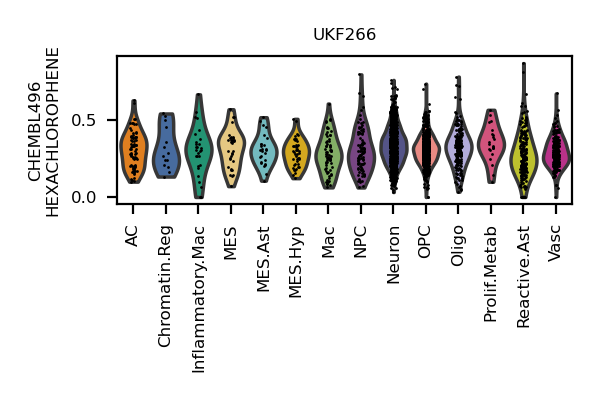 UKF266
CHEMBL496
HEXACHLOROPHENE
0.5
0.0
AC
Chromatin.Reg
Inflammatory.Mac
MES
MES.Ast
MES.Hyp
Mac
NPC
Neuron
OPC
Oligo
Prolif.Metab
Reactive.Ast
Vasc